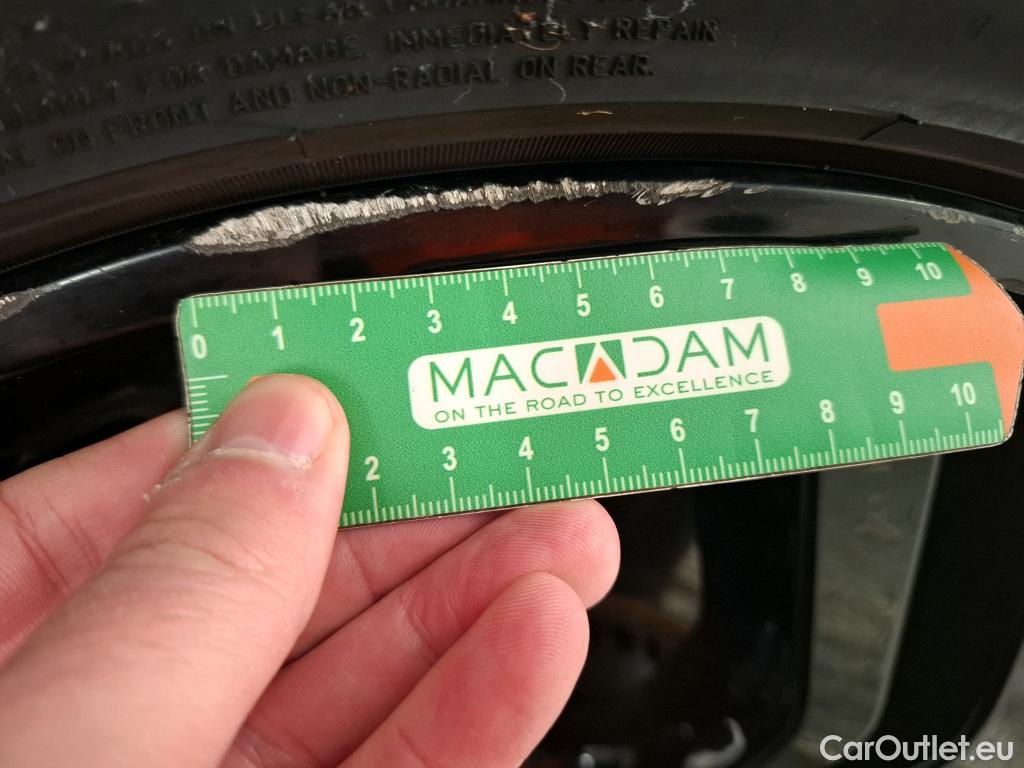 DAMAGE. IMMEDIATELY REPAIR
ON FRONT AND NON-RADIAL ON REAR.
0 1 2 3 4 5 6 7 8 9 10
MACADAM
ON THE ROAD TO EXCELLENCE
2 3 4 5 6 7 8 9 10
CarOutlet.eu